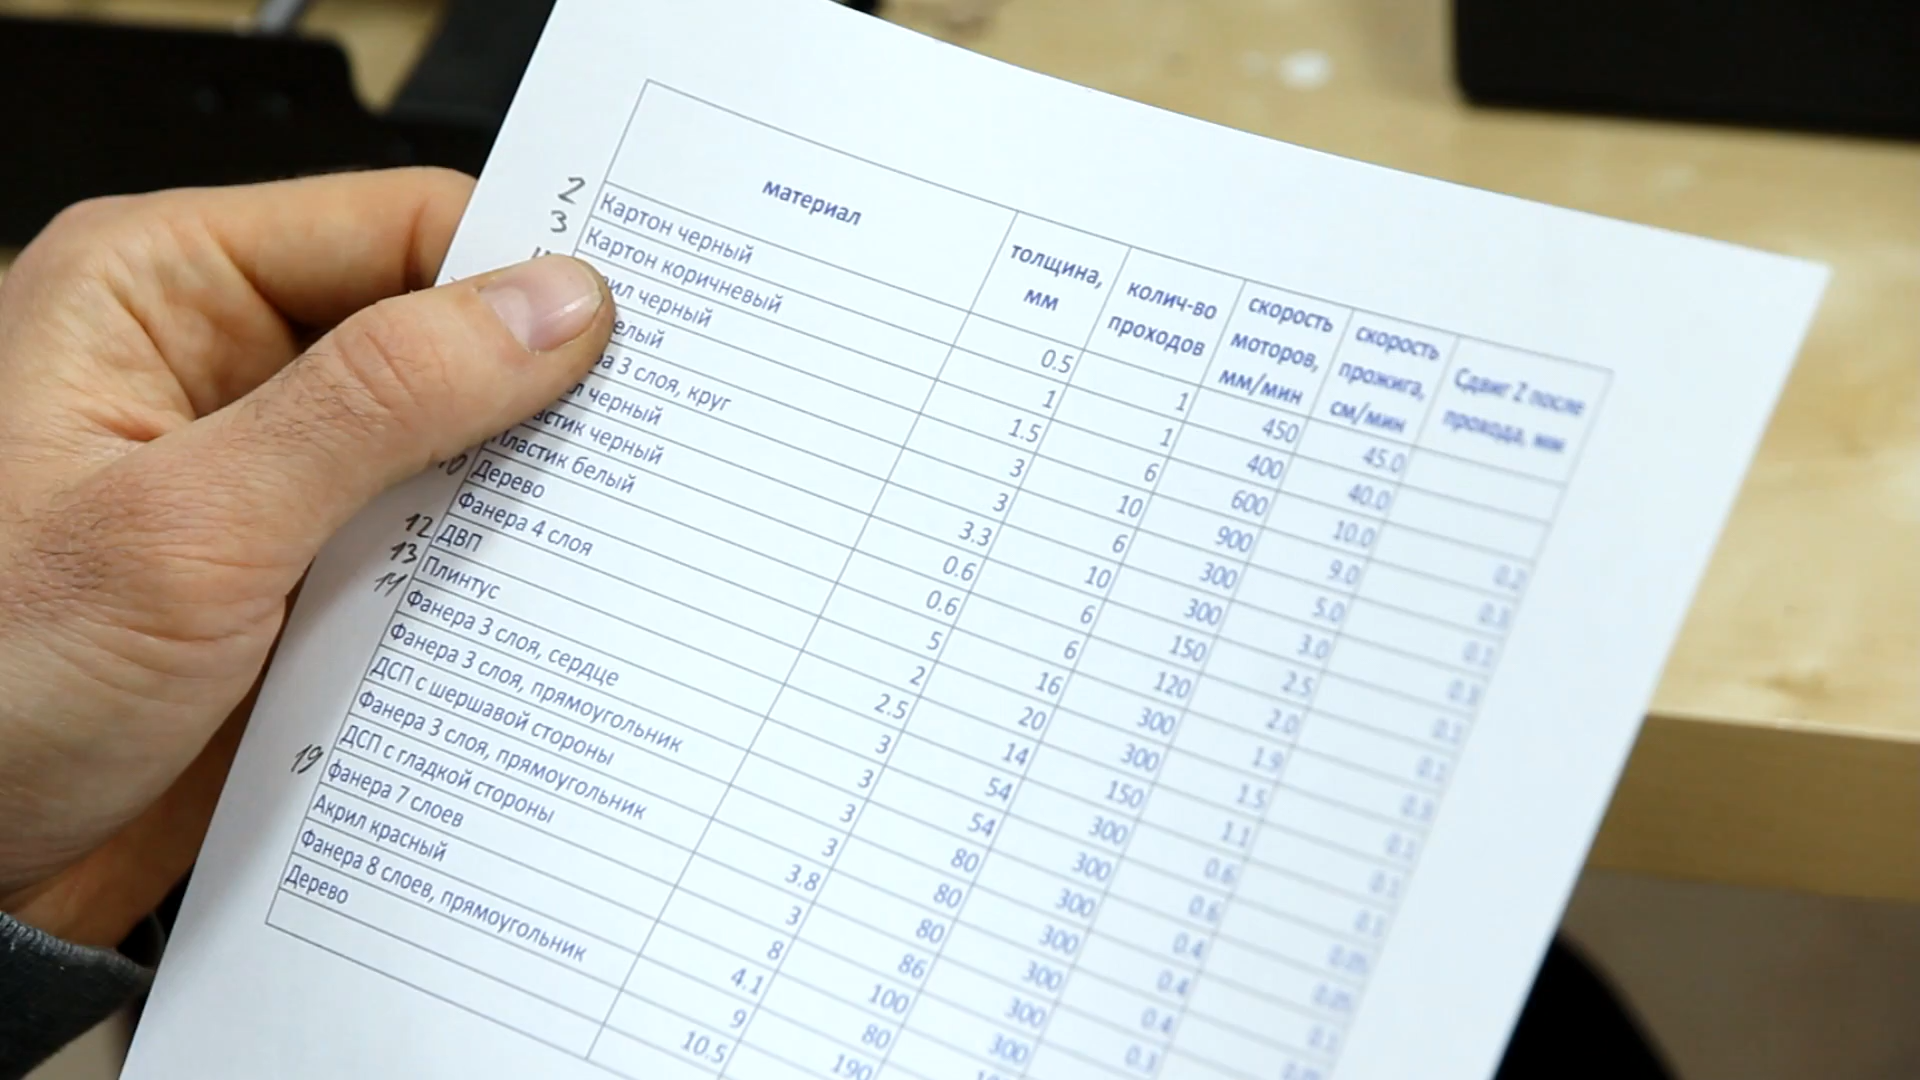 материал толщина, мм колич-во проходов скорость моторов, мм/мин скорость прожига, см/мин Сдвиг Z после прохода, мм
2 Картон черный 0.5 1 450 45.0
3 Картон коричневый 1 1 400 40.0
черный 1.5 6 600 10.0
3 10 900 9.0
3 слоя, круг 3 6 300 5.0
черный 3.3 10 300 3.0
черный 0.6 6 150 2.5
Пластик белый 0.6 6 120 2.0
Дерево 5 16 300 1.9
Фанера 4 слоя 2 20 300 1.5
12 ДВП 2.5 14 150 1.1
13 Плинтус 3 54 300 0.6
Фанера 3 слоя, сердце 3 54 300 0.6
Фанера 3 слоя, прямоугольник 3 80 300 0.4
ДСП с шершавой стороны 3 80 300 0.4
Фанера 3 слоя, прямоугольник 3.8 80 300 0.4
ДСП с гладкой стороны 3 86 300
19 фанера 7 слоев 8 100 300
Акрил красный 4.1 80
Фанера 8 слоев, прямоугольник 9 190
Дерево 10.5